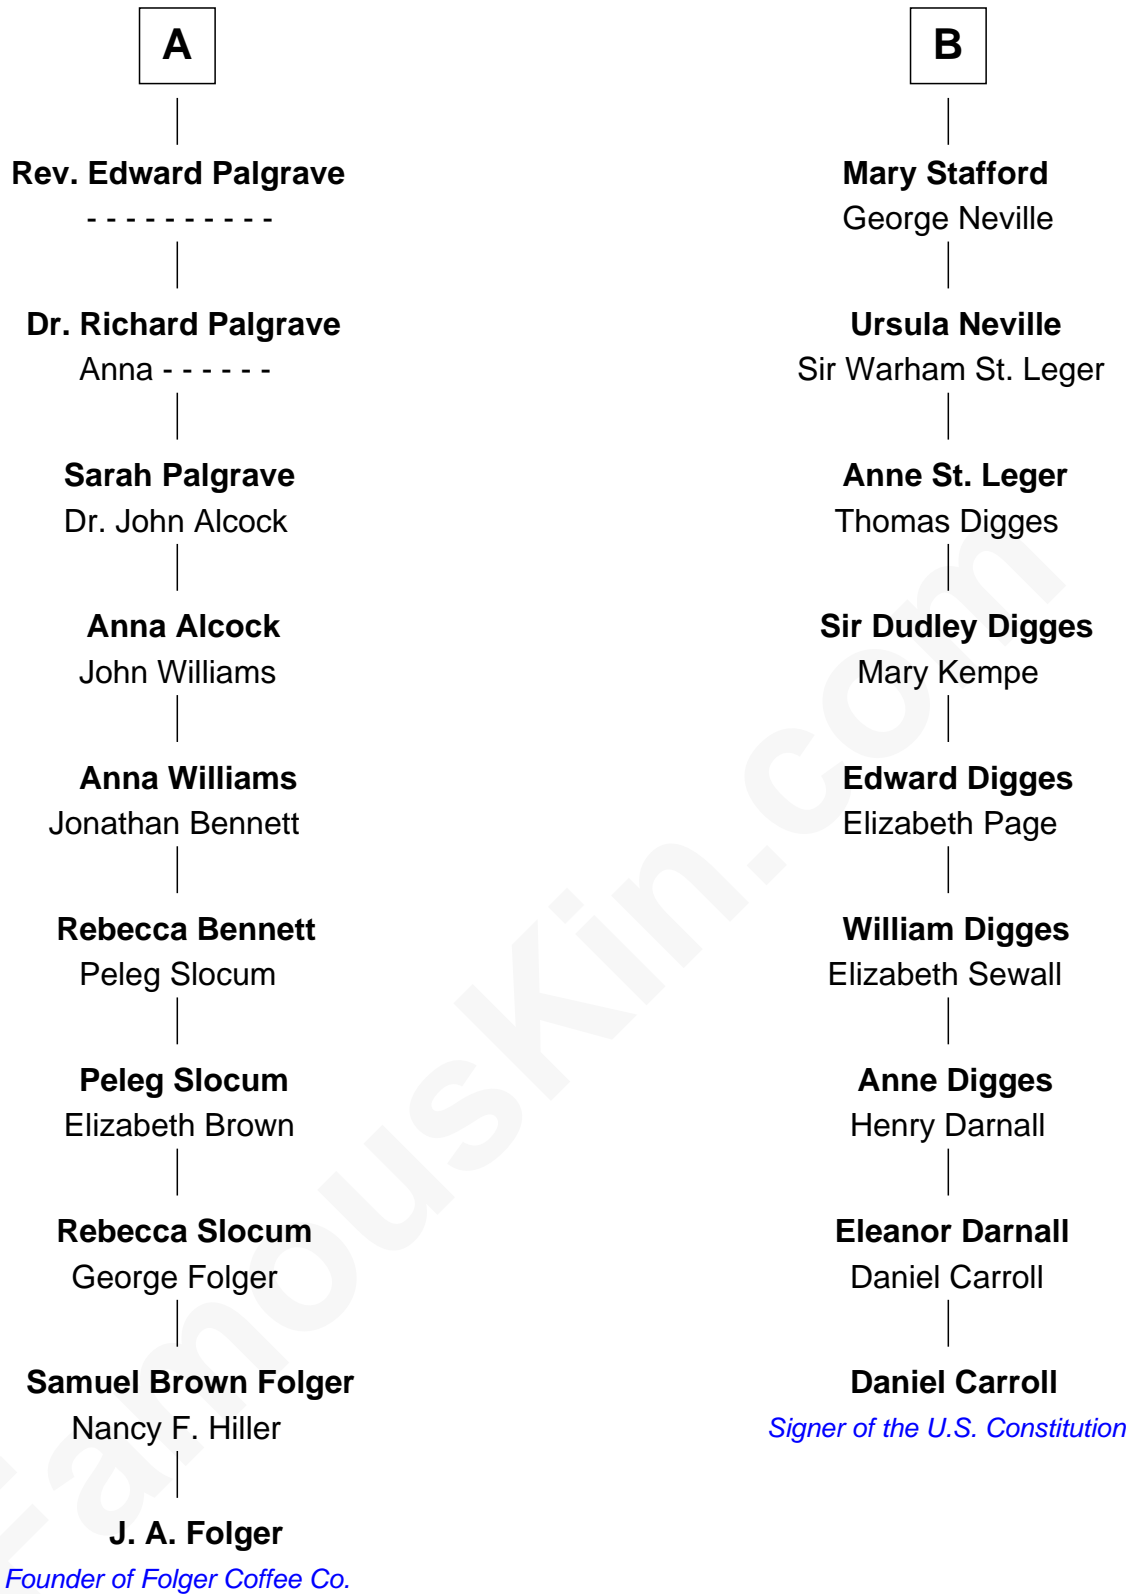 A
Rev. Edward Palgrave
- - - - - - - - - -
Dr. Richard Palgrave
Anna - - - - - -
Sarah Palgrave
Dr. John Alcock
Anna Alcock
John Williams
Anna Williams
Jonathan Bennett
Rebecca Bennett
Peleg Slocum
Peleg Slocum
Elizabeth Brown
Rebecca Slocum
George Folger
Samuel Brown Folger
Nancy F. Hiller
J. A. Folger
Founder of Folger Coffee Co.
B
Mary Stafford
George Neville
Ursula Neville
Sir Warham St. Leger
Anne St. Leger
Thomas Digges
Sir Dudley Digges
Mary Kempe
Edward Digges
Elizabeth Page
William Digges
Elizabeth Sewall
Anne Digges
Henry Darnall
Eleanor Darnall
Daniel Carroll
Daniel Carroll
Signer of the U.S. Constitution
FamousKin.com